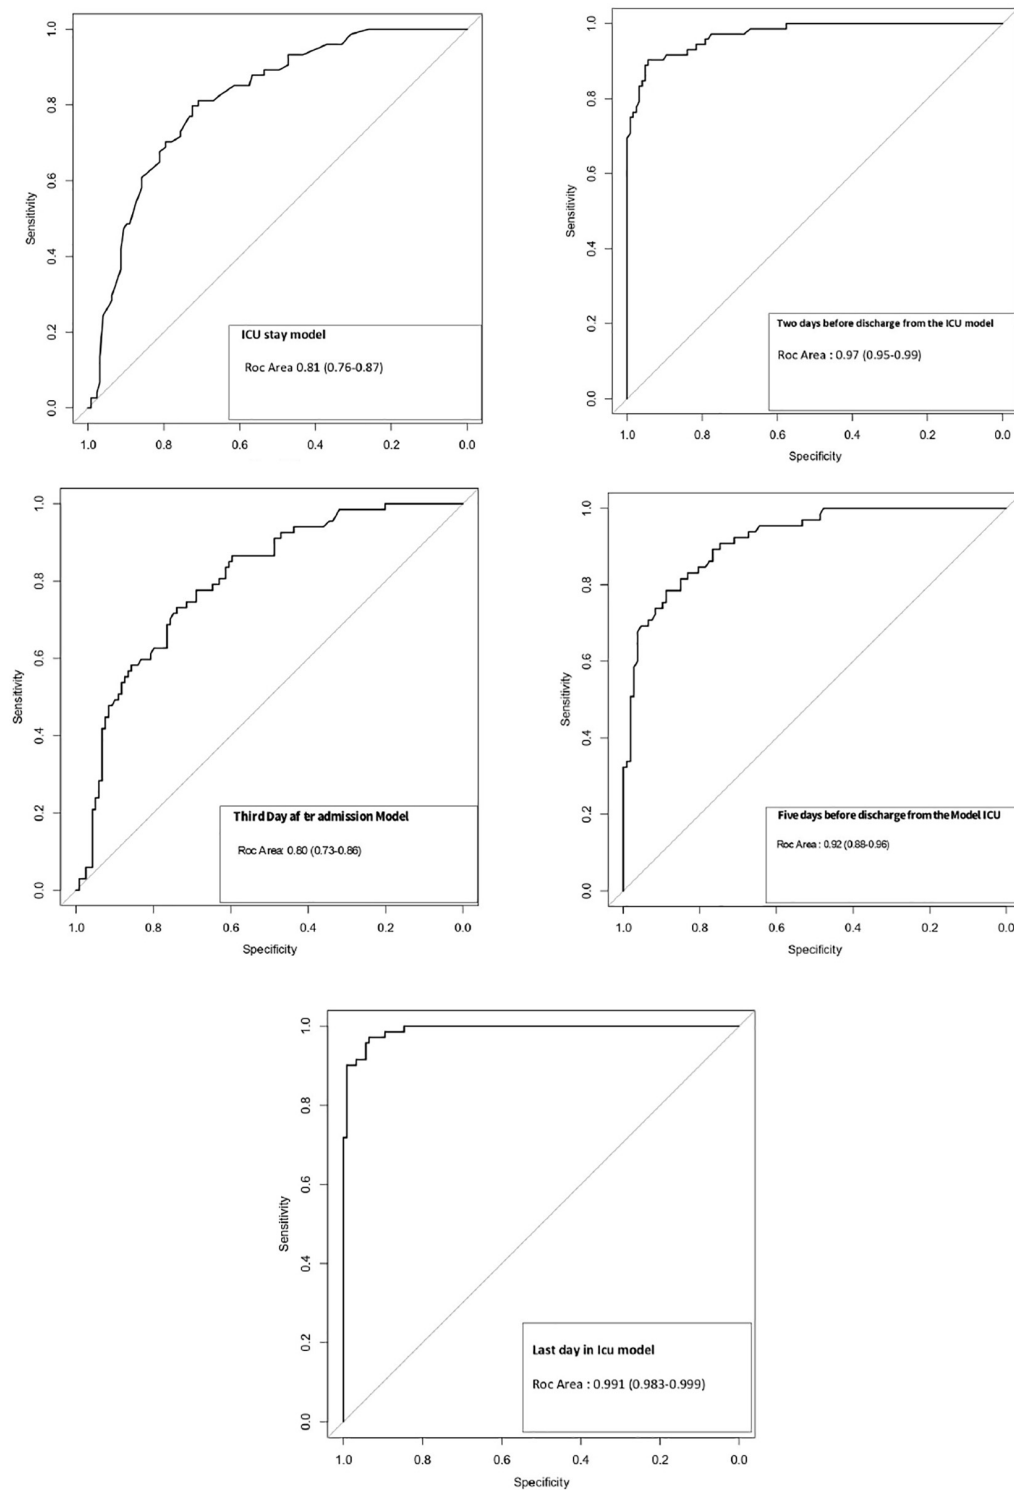 1.0
0.8
0.6
0.4
0.2
0.0
Sensitivity
ICU stay model
Roc Area 0.81 (0.76-0.87)
1.0 0.8 0.6 0.4 0.2 0.0
1.0
0.8
0.6
0.4
0.2
0.0
Sensitivity
Two days before discharge from the ICU model
Roc Area : 0.97 (0.95-0.99)
1.0 0.8 0.6 0.4 0.2 0.0
Specificity
1.0
0.8
0.6
0.4
0.2
0.0
Sensitivity
Third Day after admission Model
Roc Area: 0.80 (0.73-0.86)
1.0 0.8 0.6 0.4 0.2 0.0
Specificity
1.0
0.8
0.6
0.4
0.2
0.0
Sensitivity
Five days before discharge from the Model ICU
Roc Area : 0.92 (0.88-0.96)
1.0 0.8 0.6 0.4 0.2 0.0
Specificity
1.0
0.8
0.6
0.4
0.2
0.0
Sensitivity
Last day in Icu model
Roc Area : 0.991 (0.983-0.999)
1.0 0.8 0.6 0.4 0.2 0.0
Specificity